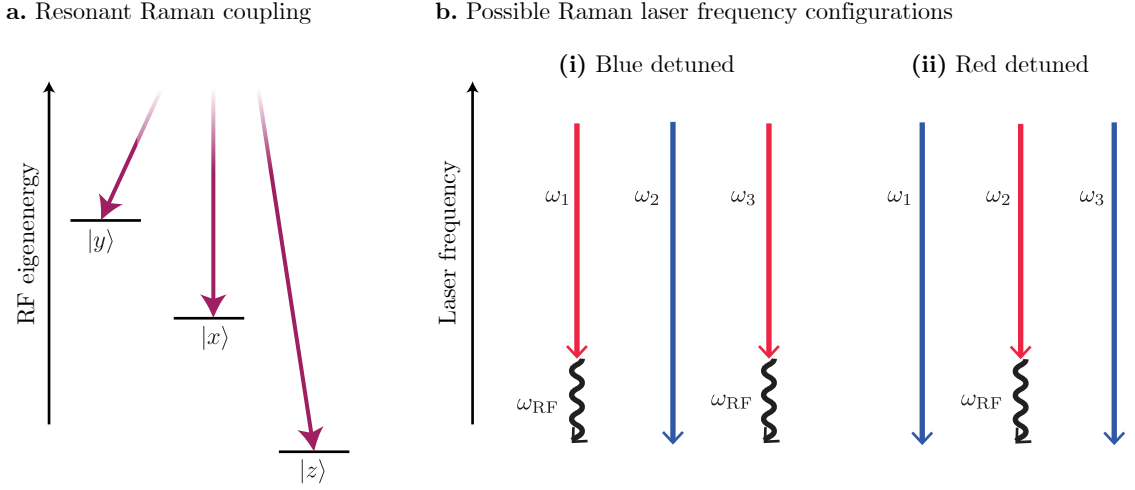 a. Resonant Raman coupling
RF eigenenergy
|y⟩
|x⟩
|z⟩
b. Possible Raman laser frequency configurations
(i) Blue detuned
(ii) Red detuned
Laser frequency
ω1 ω2 ω3
ωRF ωRF
ω1 ω2 ω3
ωRF